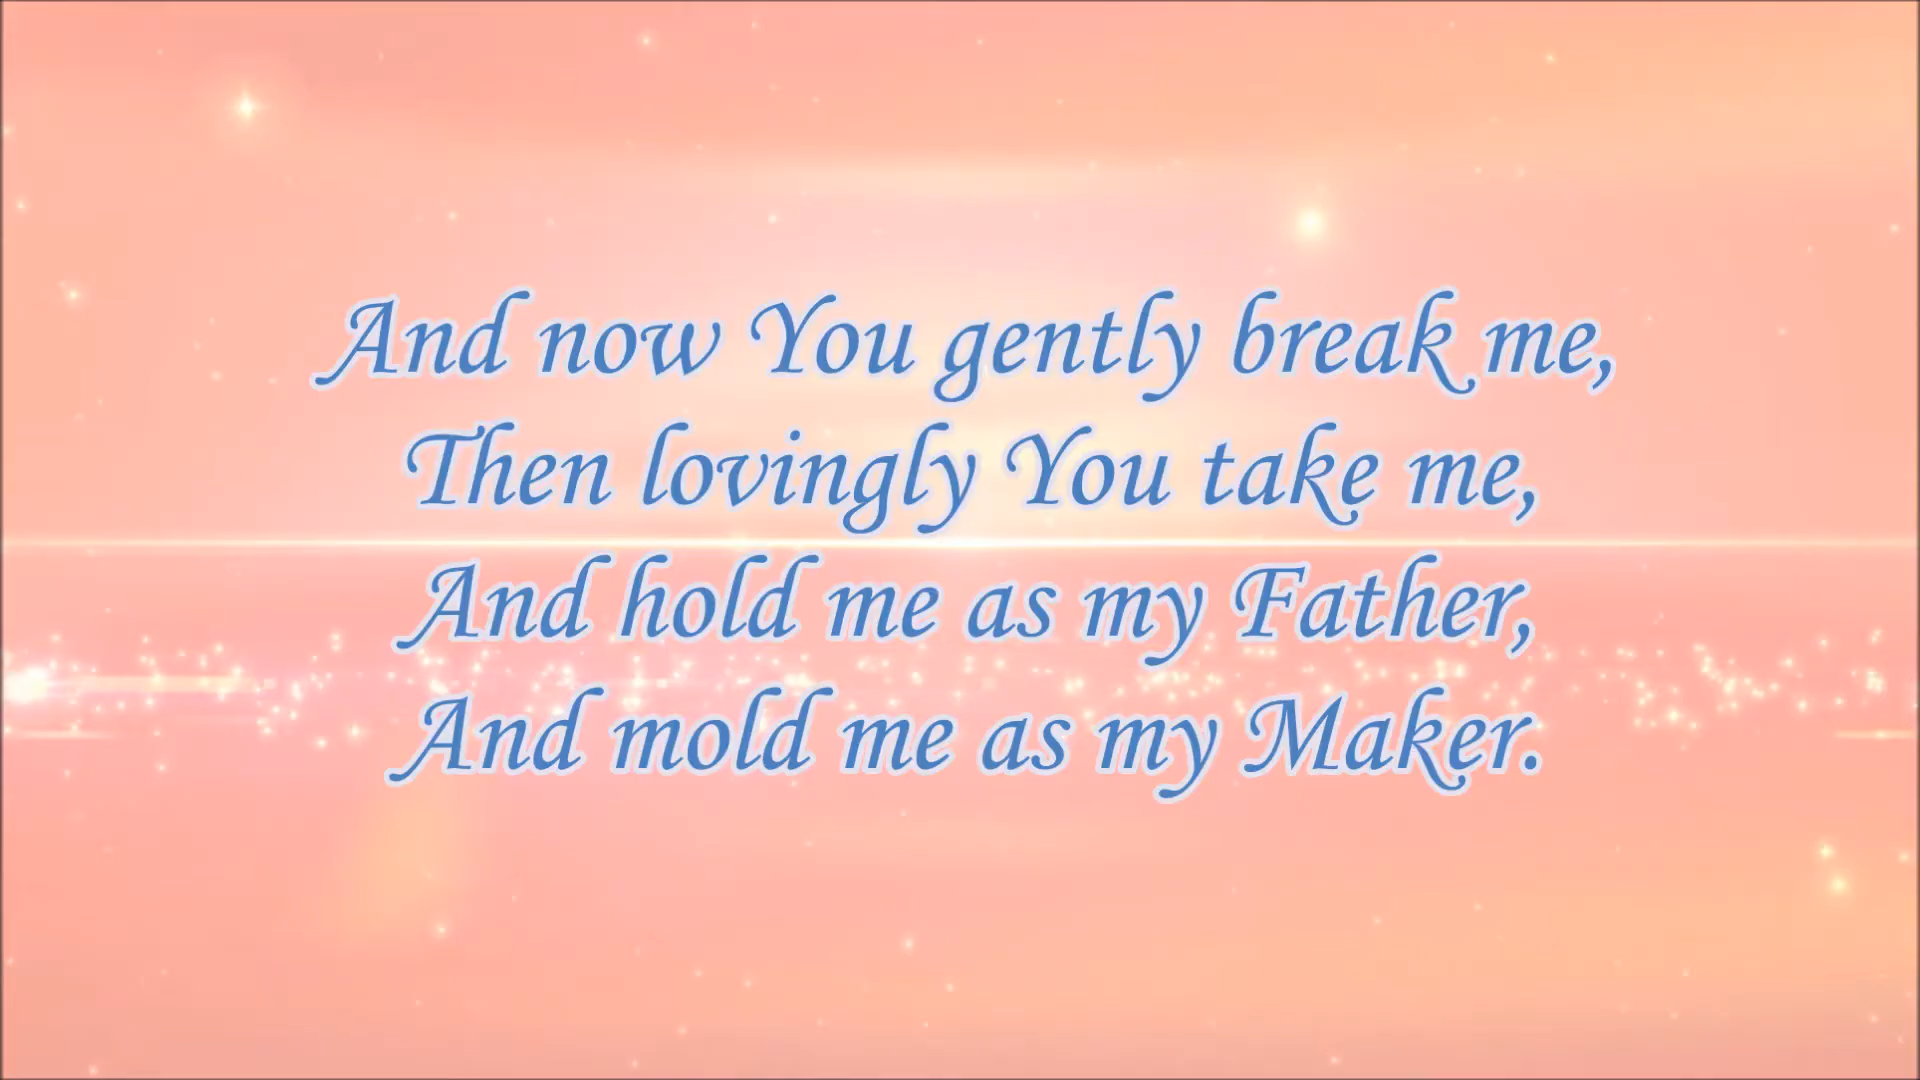 And now You gently break me,
Then lovingly You take me,
And hold me as my Father,
And mold me as my Maker.